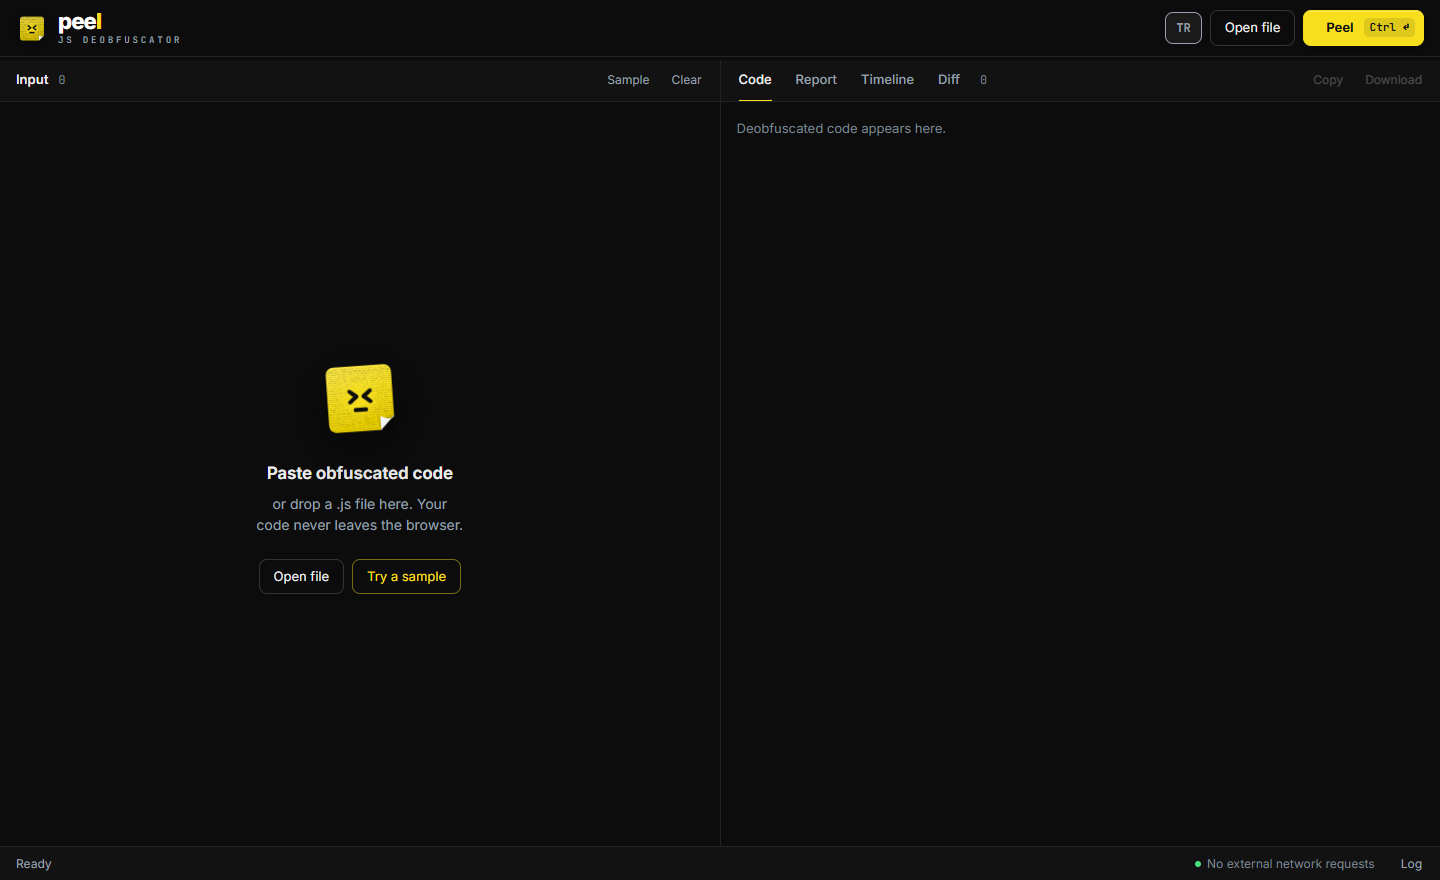 peel
JS DEOBFUSCATOR
TR
Open file
Peel Ctrl ⏎
Input 0
Sample
Clear
Code
Report
Timeline
Diff 0
Copy
Download
Deobfuscated code appears here.
Paste obfuscated code
or drop a .js file here. Your
code never leaves the browser.
Open file
Try a sample
Ready
No external network requests
Log